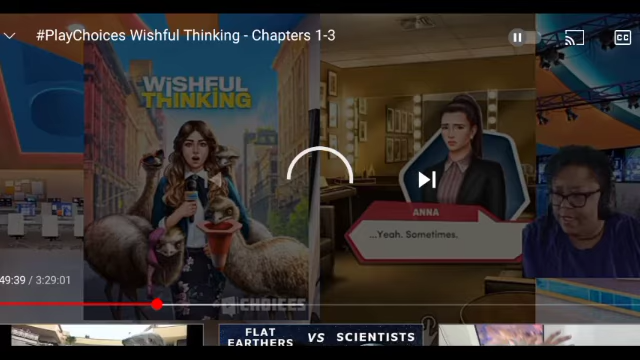 #PlayChoices Wishful Thinking - Chapters 1-3
CC
WiSHFUL
THiNKiNG
ANNA
...Yeah. Sometimes.
49:39 / 3:29:01
CHOICES
FLAT
EARTHERS VS SCIENTISTS